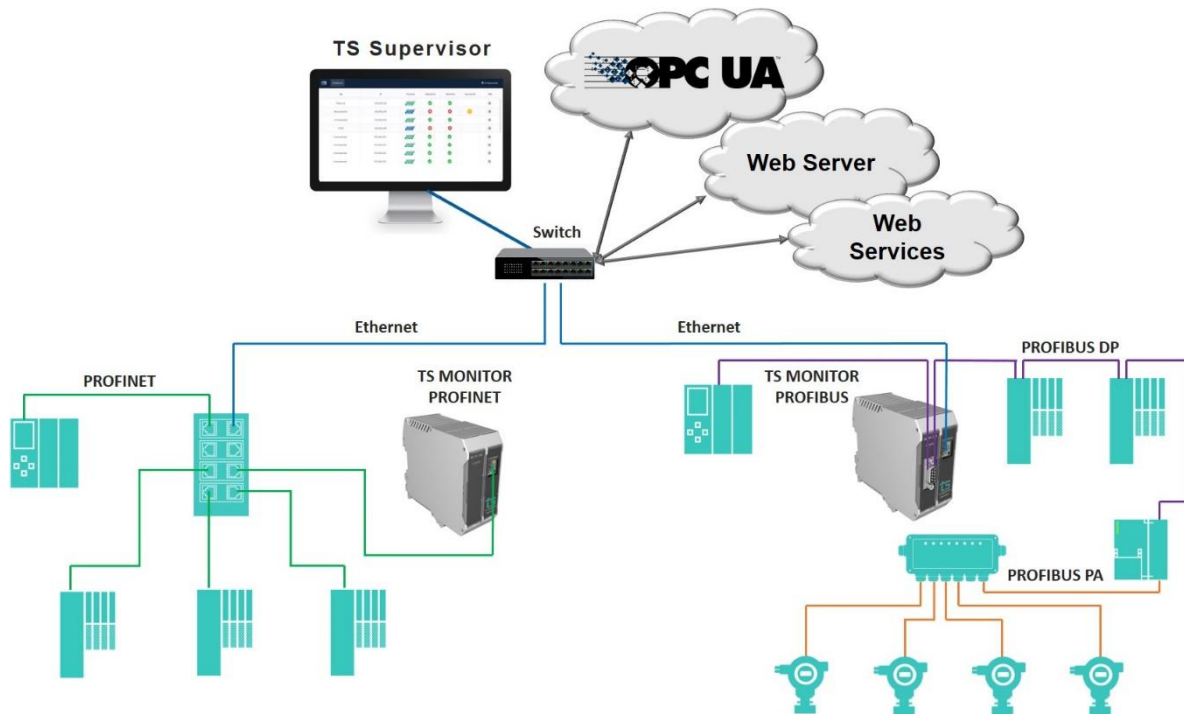 TS Supervisor
OPC UA™
Web Server
Web
Services
Switch
Ethernet
Ethernet
PROFINET
TS MONITOR
PROFINET
TS MONITOR
PROFIBUS
PROFIBUS DP
PROFIBUS PA